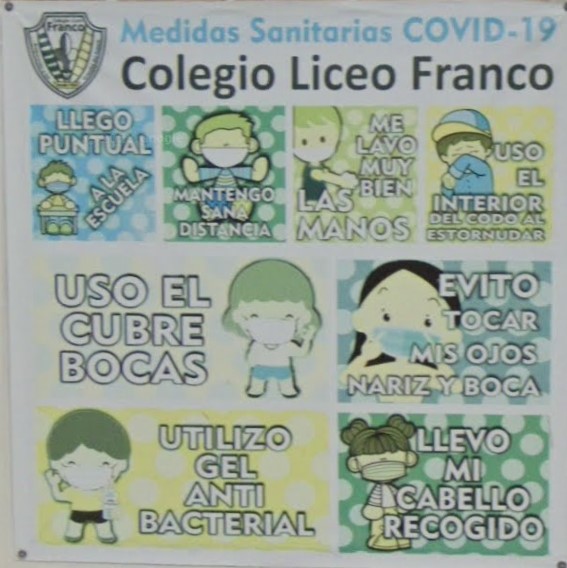 Franco
Medidas Sanitarias COVID-19
Colegio Liceo Franco
LLEGO
PUNTUAL
A LA
ESCUELA
MANTENGO
SANA
DISTANCIA
ME
LAVO
MUY
BIEN
LAS
MANOS
USO
EL
INTERIOR
DEL CODO AL
ESTORNUDAR
USO EL
CUBRE
BOCAS
EVITO
TOCAR
MIS OJOS
NARIZ Y BOCA
UTILIZO
GEL
ANTI
BACTERIAL
LLEVO
MI
CABELLO
RECOGIDO